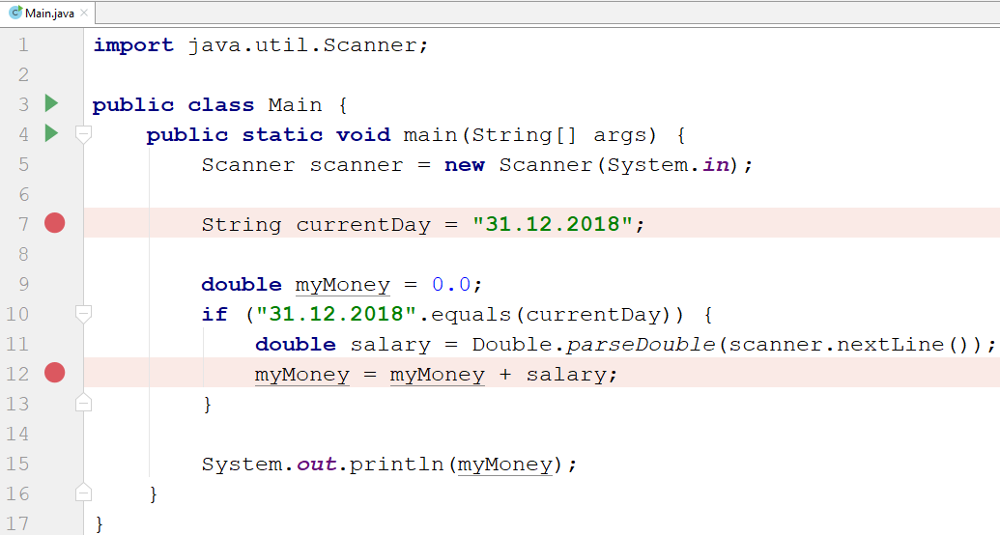 Main.java
1 import java.util.Scanner;
2
3 public class Main {
4 public static void main(String[] args) {
5 Scanner scanner = new Scanner(System.in);
6
7 String currentDay = "31.12.2018";
8
9 double myMoney = 0.0;
10 if ("31.12.2018".equals(currentDay)) {
11 double salary = Double.parseDouble(scanner.nextLine());
12 myMoney = myMoney + salary;
13 }
14
15 System.out.println(myMoney);
16 }
17 }